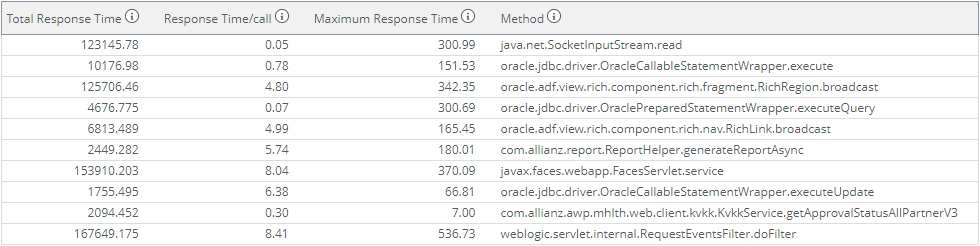 Total Response Time Response Time/call Maximum Response Time Method
123145.78 0.05 300.99 java.net.SocketInputStream.read
10176.98 0.78 151.53 oracle.jdbc.driver.OracleCallableStatementWrapper.execute
125706.46 4.80 342.35 oracle.adf.view.rich.component.rich.fragment.RichRegion.broadcast
4676.775 0.07 300.69 oracle.jdbc.driver.OraclePreparedStatementWrapper.executeQuery
6813.489 4.99 165.45 oracle.adf.view.rich.component.rich.nav.RichLink.broadcast
2449.282 5.74 180.01 com.allianz.report.ReportHelper.generateReportAsync
153910.203 8.04 370.09 javax.faces.webapp.FacesServlet.service
1755.495 6.38 66.81 oracle.jdbc.driver.OracleCallableStatementWrapper.executeUpdate
2094.452 0.30 7.00 com.allianz.awp.mhlth.web.client.kvkk.KvkkService.getApprovalStatusAllPartnerV3
167649.175 8.41 536.73 weblogic.servlet.internal.RequestEventsFilter.doFilter